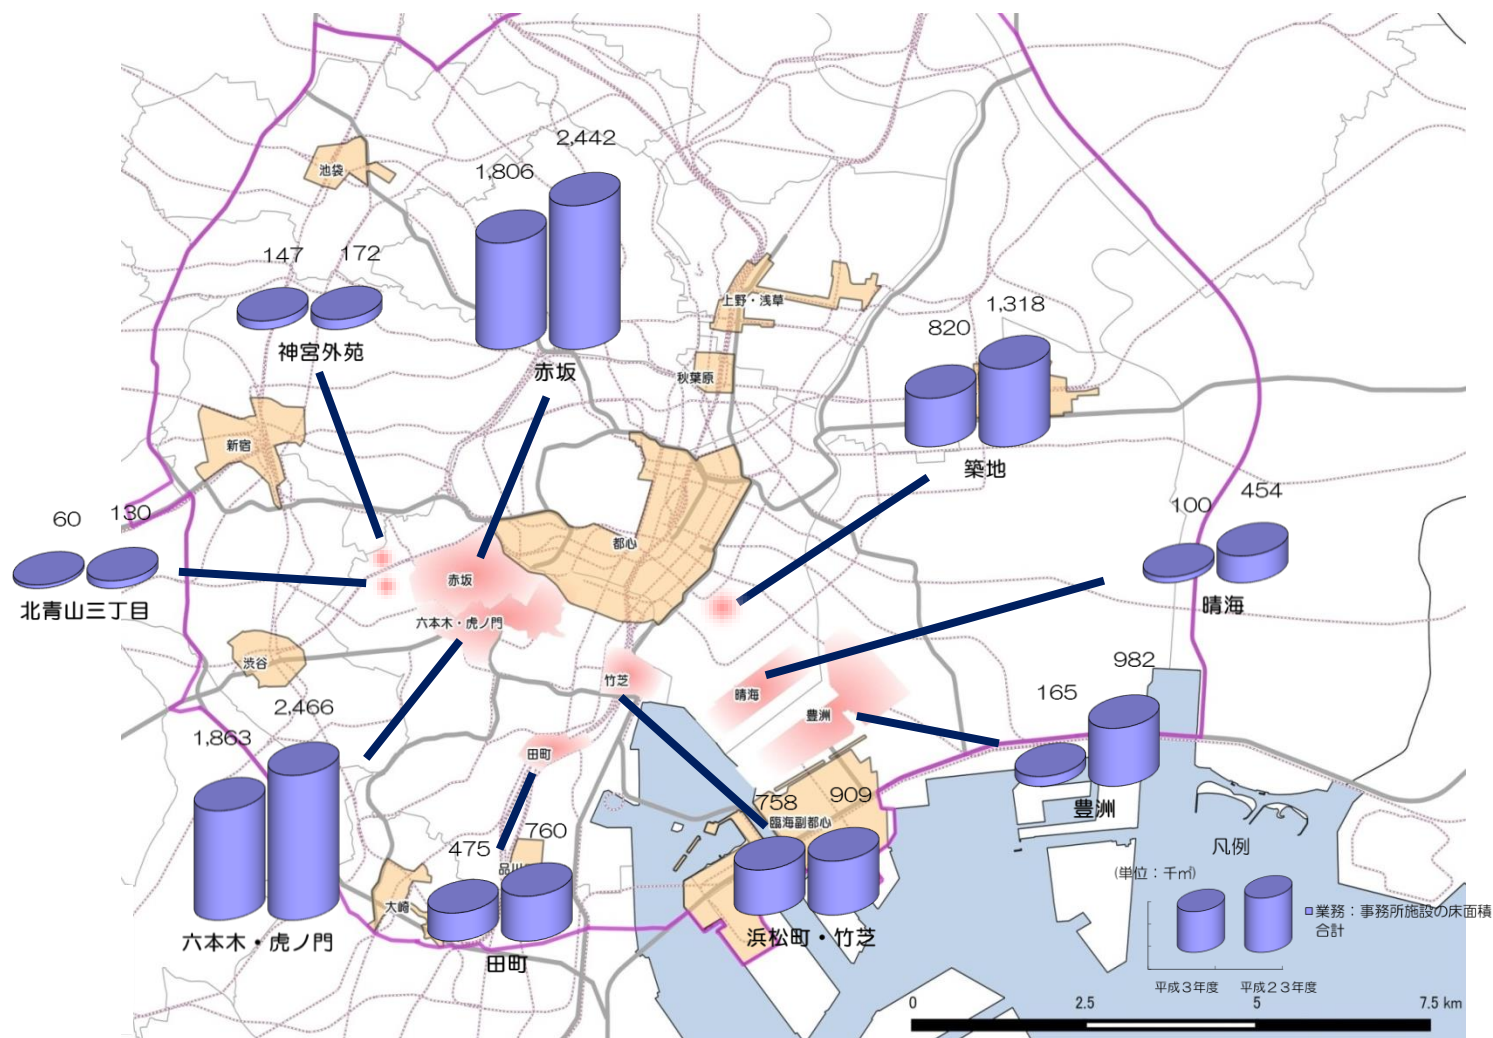 2,442
1,806
池袋
147
172
神宮外苑
赤坂
上野・浅草
秋葉原
820
1,318
築地
新宿
60
130
北青山三丁目
都心
赤坂
六本木・虎ノ門
100
454
晴海
渋谷
竹芝
晴海
豊洲
165
982
豊洲
1,863
2,466
六本木・虎ノ門
田町
475
760
大崎
田町
758
909
臨海副都心
浜松町・竹芝
凡例
(単位：千㎡)
業務：事務所施設の床面積
合計
平成３年度
平成２３年度
0
2.5
5
7.5 km